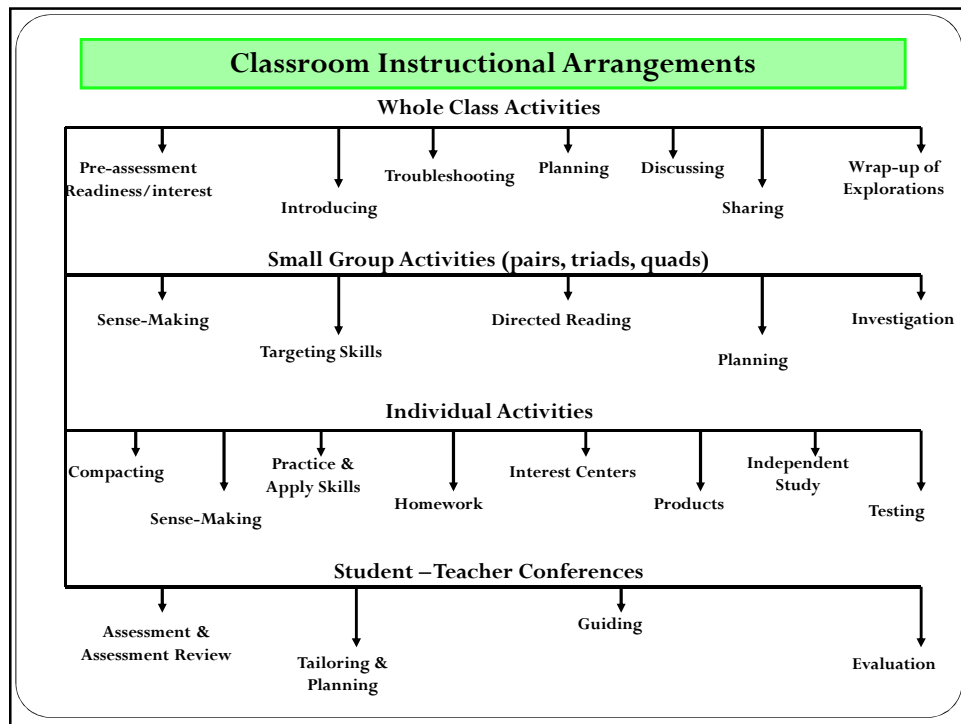 Classroom Instructional Arrangements
Whole Class Activities
Pre-assessment
Readiness/interest
Introducing
Troubleshooting
Planning
Discussing
Sharing
Wrap-up of
Explorations
Small Group Activities (pairs, triads, quads)
Sense-Making
Targeting Skills
Directed Reading
Planning
Investigation
Individual Activities
Compacting
Sense-Making
Practice &
Apply Skills
Homework
Interest Centers
Products
Independent
Study
Testing
Student –Teacher Conferences
Assessment &
Assessment Review
Tailoring &
Planning
Guiding
Evaluation